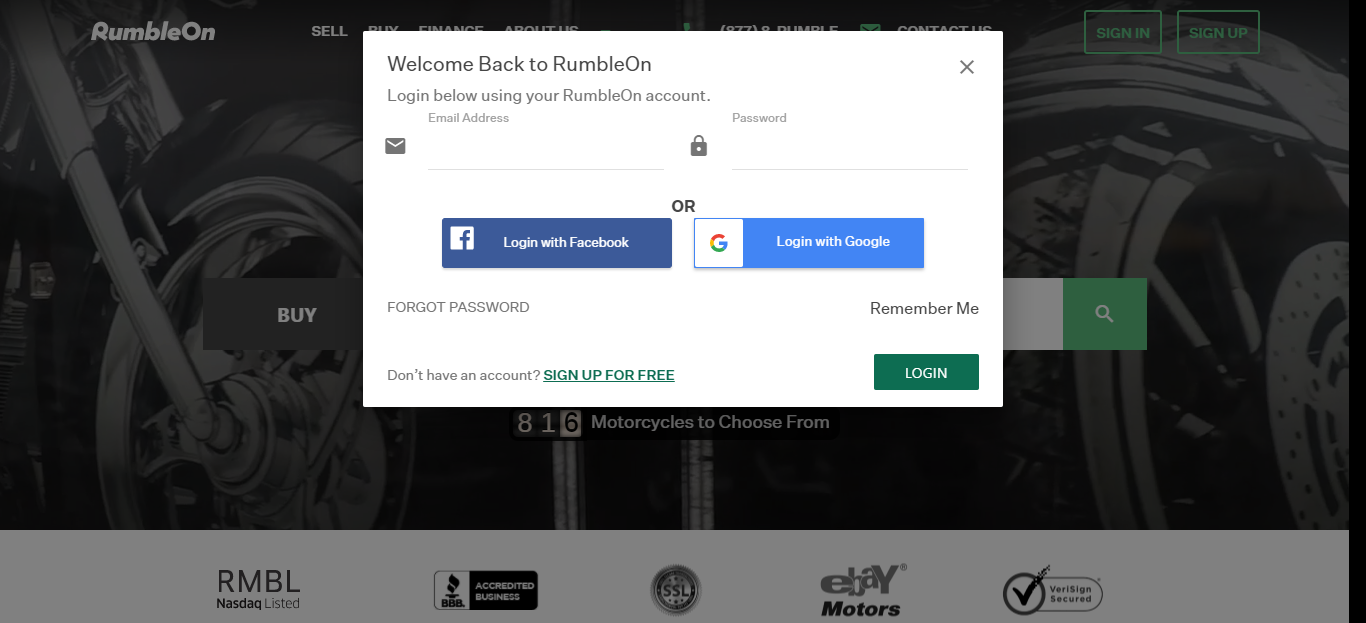 RumbleOn
SELL BUY FINANCE ABOUT US (877) 8-RUMBLE CONTACT US SIGN IN SIGN UP
Welcome Back to RumbleOn
Login below using your RumbleOn account.
Email Address Password
OR
Login with Facebook Login with Google
FORGOT PASSWORD Remember Me
BUY
Don't have an account? SIGN UP FOR FREE LOGIN
816 Motorcycles to Choose From
RMBL
Nasdaq Listed
BBB. ACCREDITED
BUSINESS
SSL
ebaY®
Motors
VeriSign
Secured